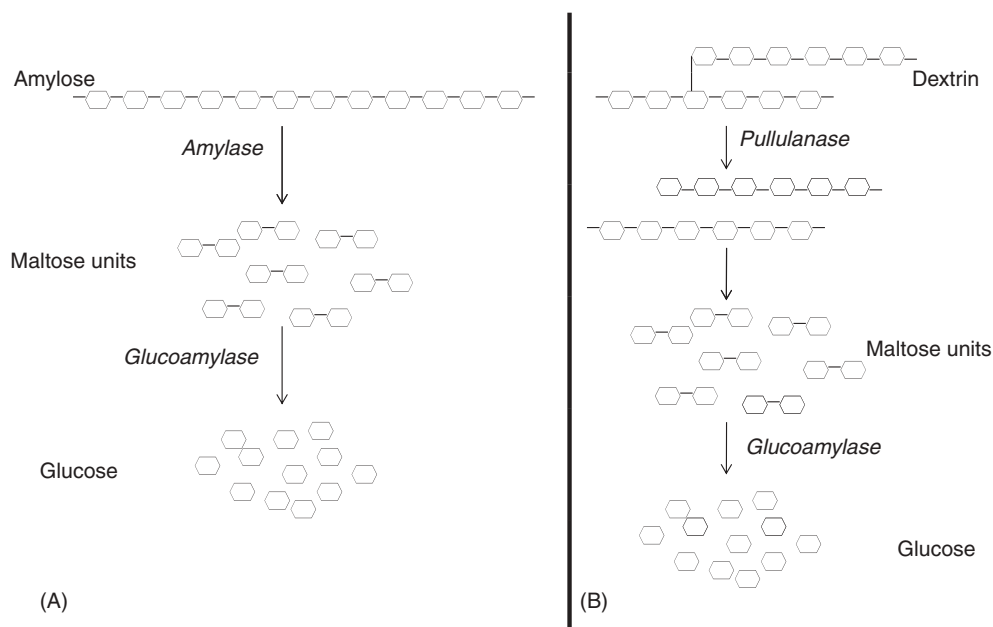 Amylose
Amylase
Maltose units
Glucoamylase
Glucose
(A)
Dextrin
Pullulanase
Maltose units
Glucoamylase
Glucose
(B)